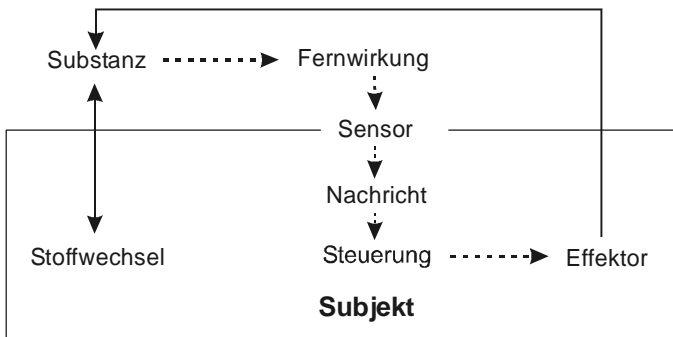 Substanz
Fernwirkung
Sensor
Nachricht
Stoffwechsel
Steuerung
Effektor
Subjekt